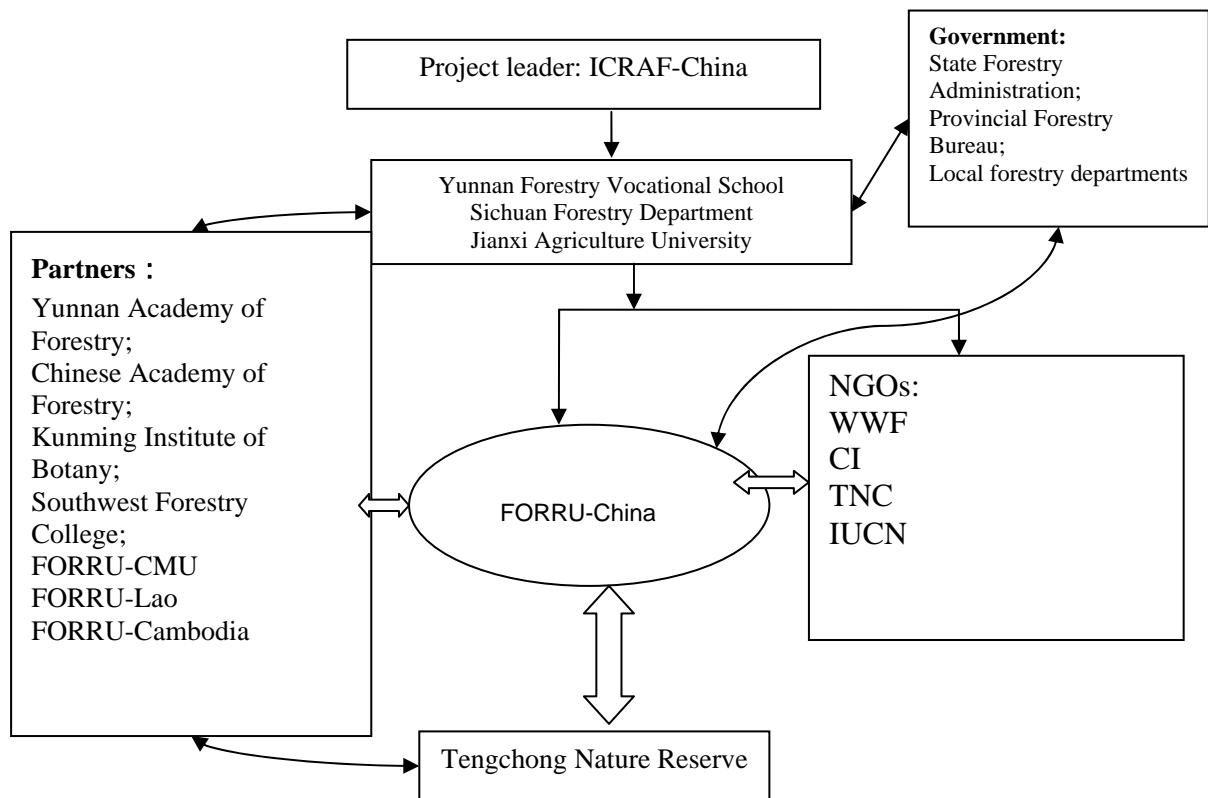 Project leader: ICRAF-China
Government:
State Forestry
Administration;
Provincial Forestry
Bureau;
Local forestry departments
Yunnan Forestry Vocational School
Sichuan Forestry Department
Jianxi Agriculture University
Partners：
Yunnan Academy of
Forestry;
Chinese Academy of
Forestry;
Kunming Institute of
Botany;
Southwest Forestry
College;
FORRU-CMU
FORRU-Lao
FORRU-Cambodia
FORRU-China
NGOs:
WWF
CI
TNC
IUCN
Tengchong Nature Reserve